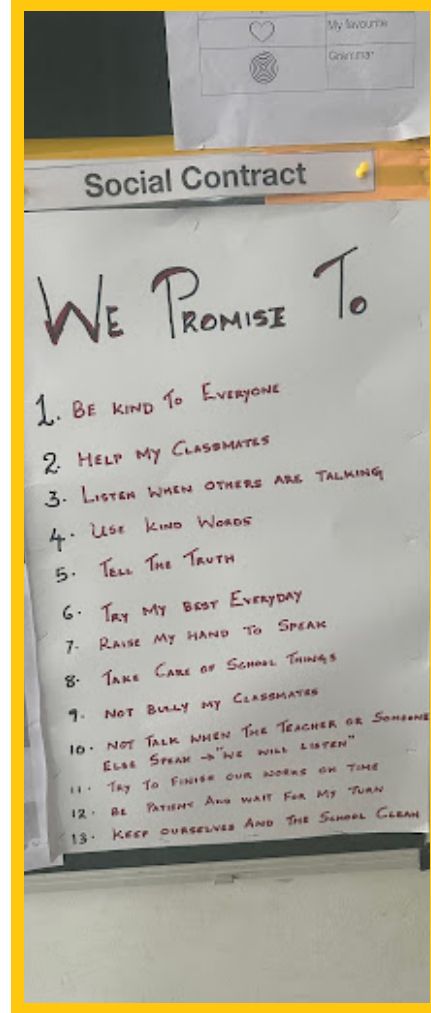 My favourite
Grammar
Social Contract
WE PROMISE TO
1. BE KIND TO EVERYONE
2. HELP MY CLASSMATES
3. LISTEN WHEN OTHERS ARE TALKING
4. USE KIND WORDS
5. TELL THE TRUTH
6. TRY MY BEST EVERYDAY
7. RAISE MY HAND TO SPEAK
8. TAKE CARE OF SCHOOL THINGS
9. NOT BULLY MY CLASSMATES
10. NOT TALK WHEN THE TEACHER OR SOMEONE
ELSE SPEAK → "WE WILL LISTEN"
11. TRY TO FINISH OUR WORKS ON TIME
12. BE PATIENT AND WAIT FOR MY TURN
13. KEEP OURSELVES AND THE SCHOOL CLEAN